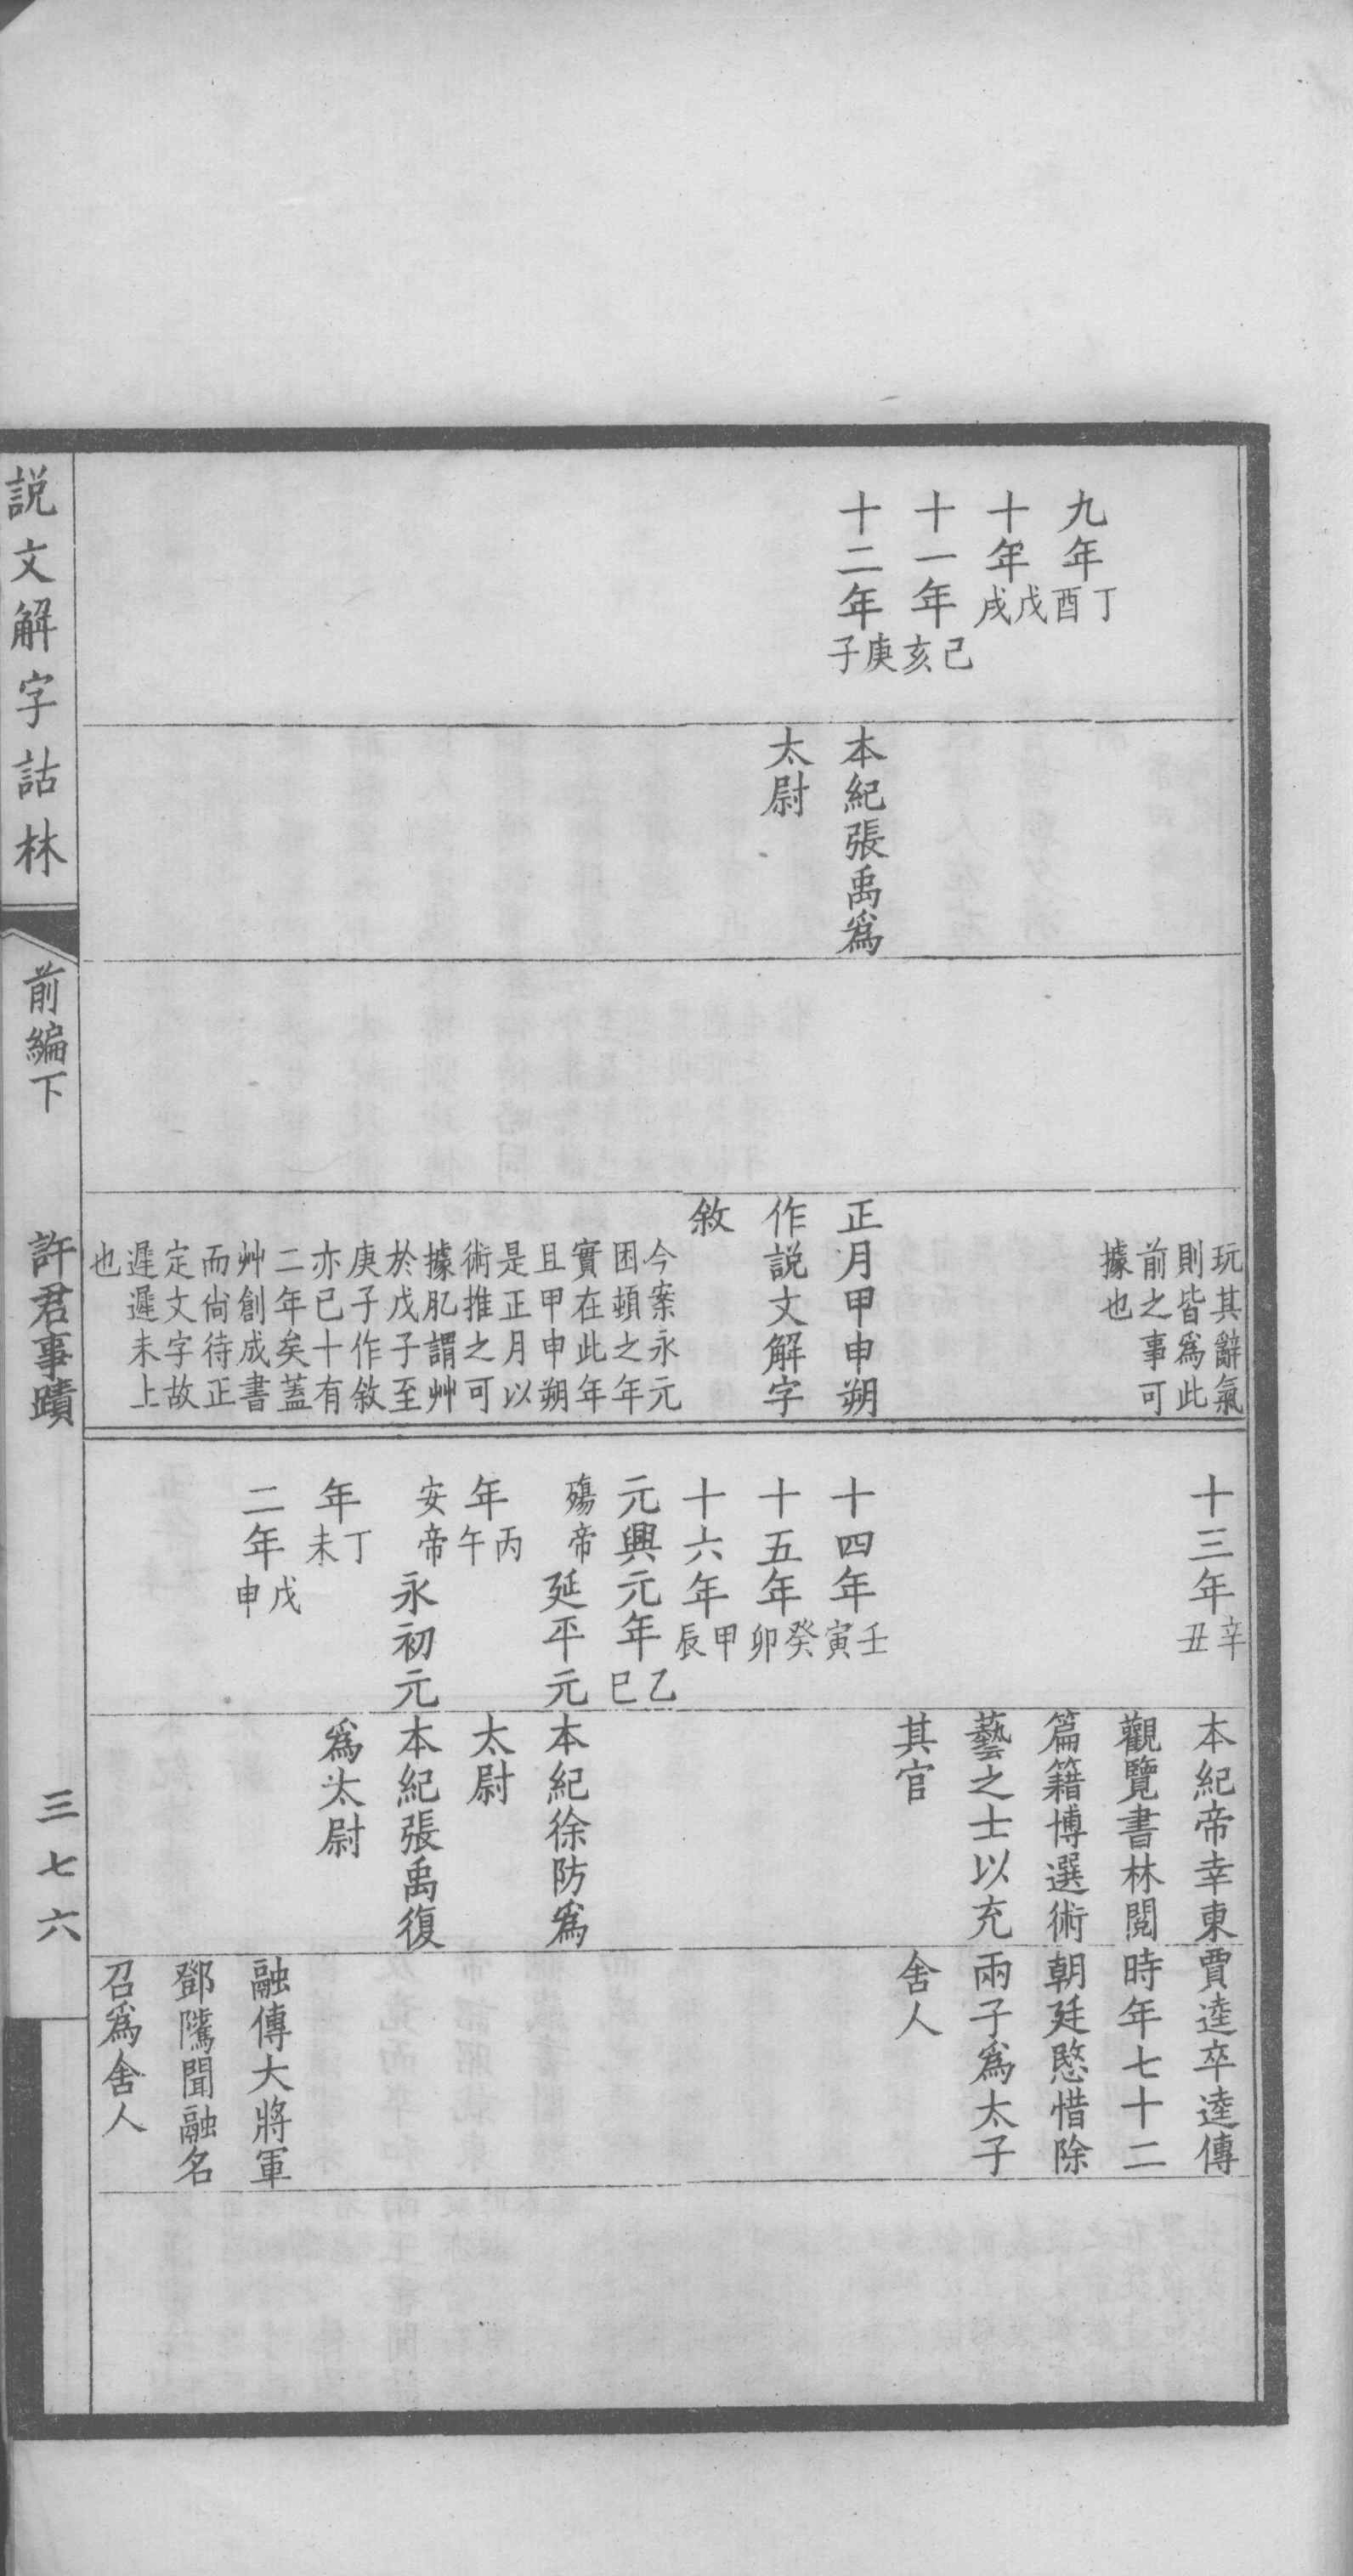 九年丁酉
十年戊戌
十一年己亥
十二年庚子
本紀張禹爲
太尉
玩其辭氣
則皆爲此
前之事可
據也
正月甲申朔
作説文解字
敘
今案永元
困頓之年
實在此年
且甲申朔
是正月以
術推之可
據肊謂艸
於戊子至
庚子作敘
亦已十有
二年矣蓋
艸創成書
而尙待正
定文字故
遲遲未上
也
十三年辛丑
十四年壬寅
十五年癸卯
十六年甲辰
元興元年乙巳
殤帝延平元
年丙午
安帝永初元
年丁未
二年戊申
本紀帝幸東
觀覽書林閱
篇籍博選術
藝之士以充
其官
本紀徐防爲
太尉
本紀張禹復
爲太尉
賈逵卒逵傳
時年七十二
朝廷愍惜除
兩子爲太子
舍人
融傳大將軍
鄧騭聞融名
召爲舍人
説文解字詁林
前編下
許君事蹟
三七六